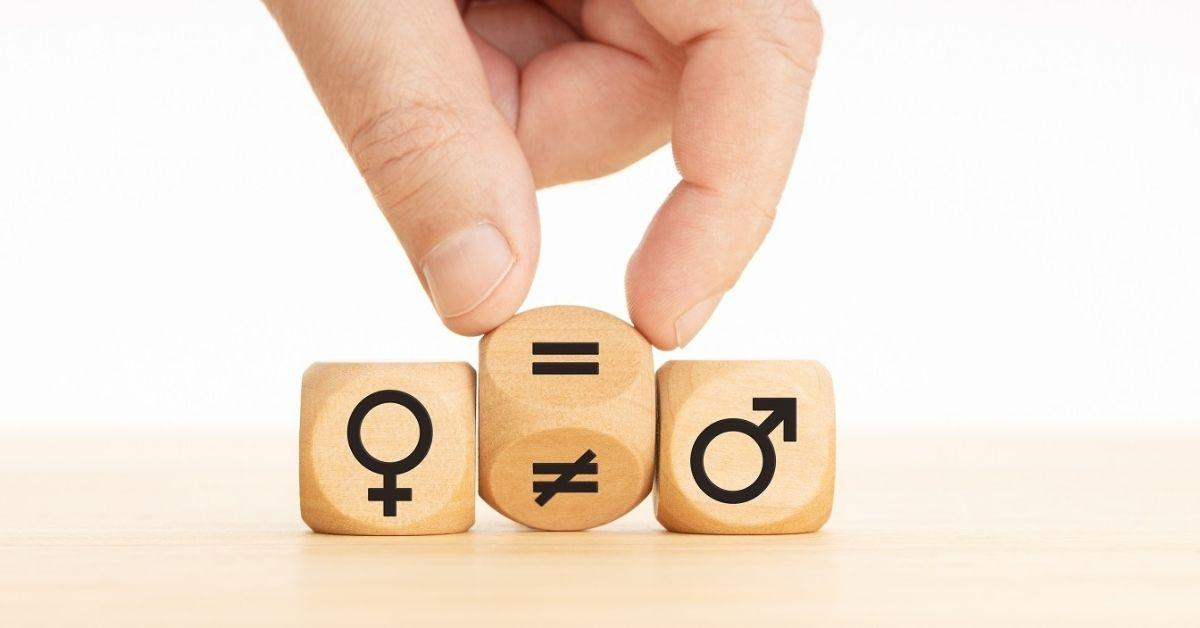 =
♀ ≠ ♂